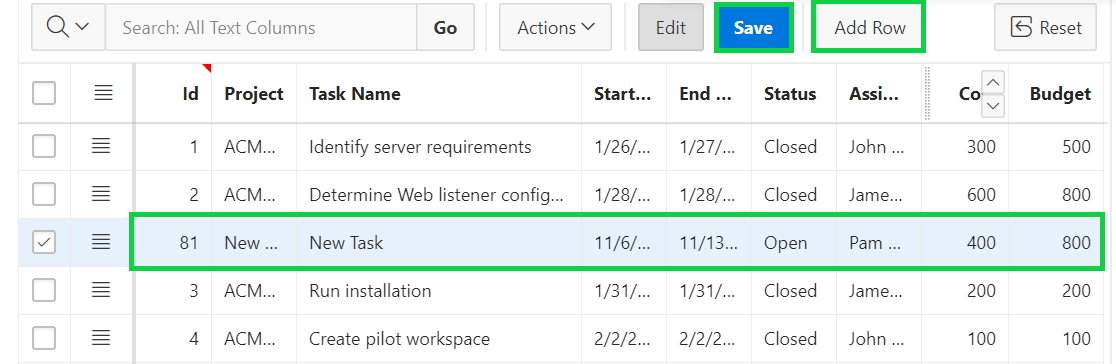 Search: All Text Columns Go Actions Edit Save Add Row Reset
Id Project Task Name Start... End ... Status Assi... Co Budget
1 ACM... Identify server requirements 1/26/... 1/27/... Closed John ... 300 500
2 ACM... Determine Web listener config... 1/28/... 1/28/... Closed Jame... 600 800
81 New ... New Task 11/6/... 11/13... Open Pam ... 400 800
3 ACM... Run installation 1/31/... 1/31/... Closed Jame... 200 200
4 ACM... Create pilot workspace 2/2/2... 2/2/2... Closed John ... 100 100